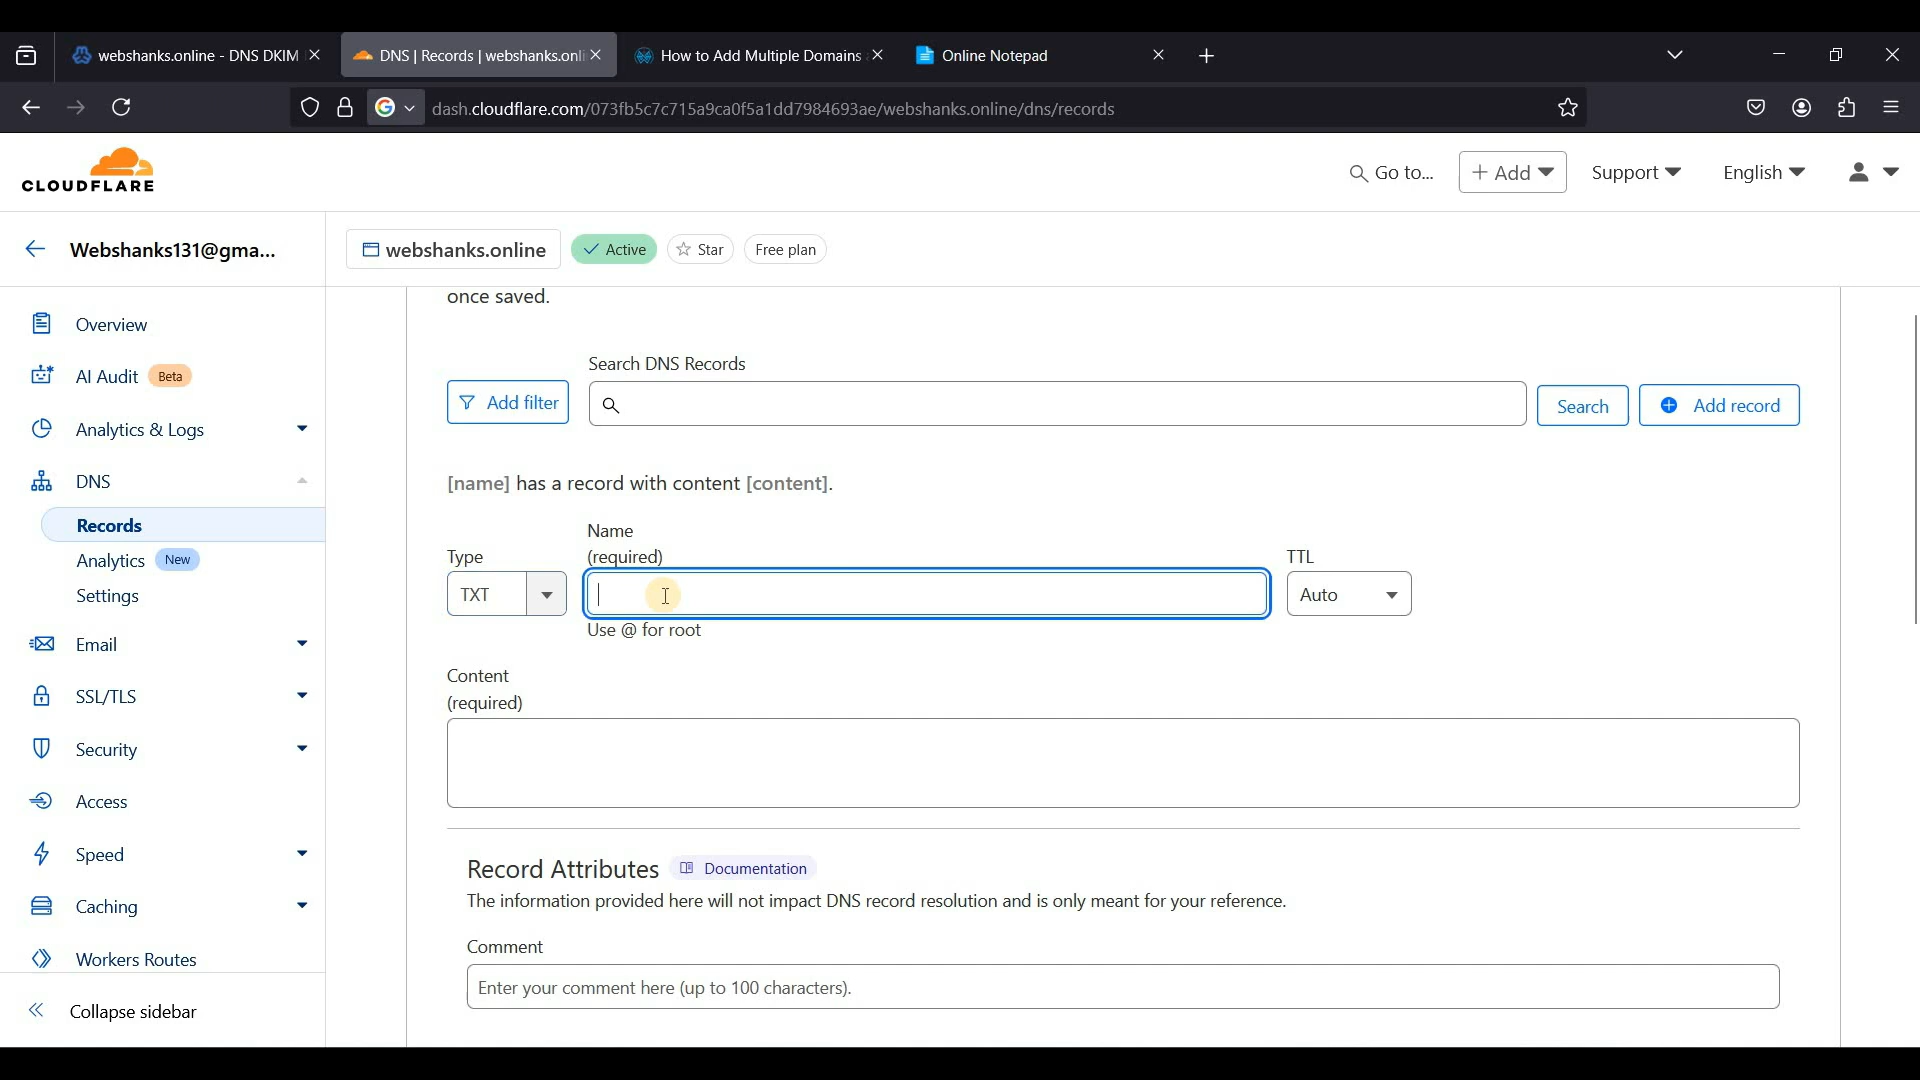 webshanks.online - DNS DKIM
DNS | Records | webshanks.onli
How to Add Multiple Domains
Online Notepad
dash.cloudflare.com/073fb5c7c715a9ca0f5a1dd7984693ae/webshanks.online/dns/records
CLOUDFLARE
Go to...
+ Add
Support
English
Webshanks131@gma...
webshanks.online
Active
Star
Free plan
Overview
AI Audit Beta
Analytics & Logs
DNS
Records
Analytics New
Settings
Email
SSL/TLS
Security
Access
Speed
Caching
Workers Routes
Collapse sidebar
once saved.
Search DNS Records
Add filter
Search
Add record
[name] has a record with content [content].
Name
(required)
Type
TTL
TXT
Auto
Use @ for root
Content
(required)
Record Attributes Documentation
The information provided here will not impact DNS record resolution and is only meant for your reference.
Comment
Enter your comment here (up to 100 characters).